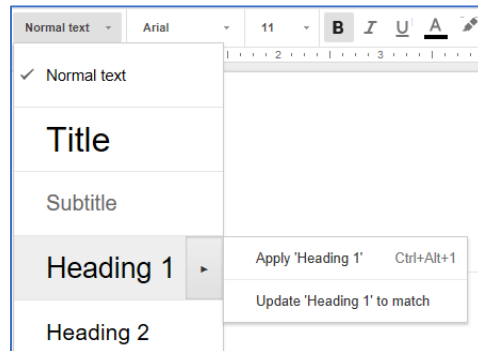 Normal text Arial 11 B I U A
2 3
Normal text
Title
Subtitle
Heading 1
Apply 'Heading 1' Ctrl+Alt+1
Update 'Heading 1' to match
Heading 2